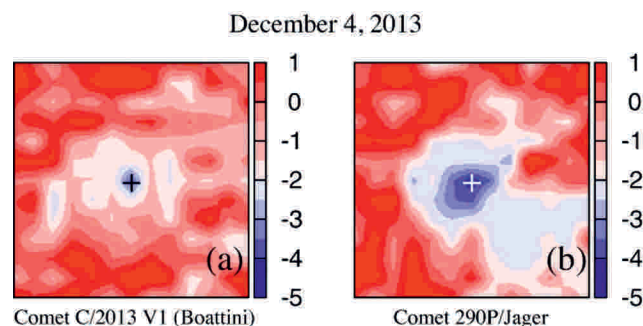 December 4, 2013
1
0
-1
-2
-3
-4
-5
(a)
Comet C/2013 V1 (Boattini)
1
0
-1
-2
-3
-4
-5
(b)
Comet 290P/Jager